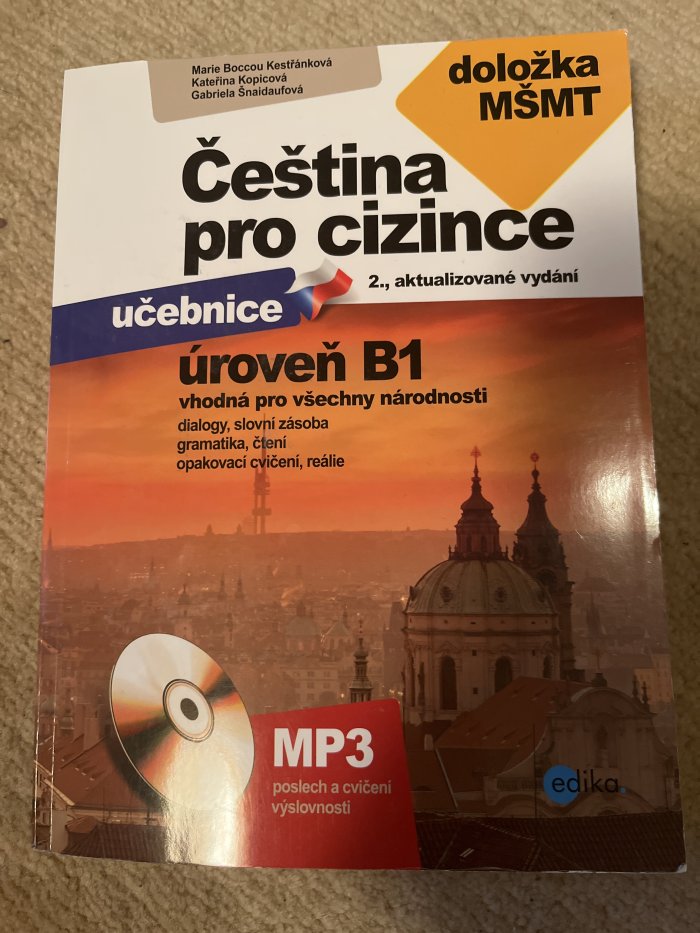 Marie Boccou Kestřánková
Kateřina Kopicová
Gabriela Šnaidaufová
doložka
MŠMT
Čeština
pro cizince
2., aktualizované vydání
učebnice
úroveň B1
vhodná pro všechny národnosti
dialogy, slovní zásoba
gramatika, čtení
opakovací cvičení, reálie
MP3
poslech a cvičení
výslovnosti
edika.